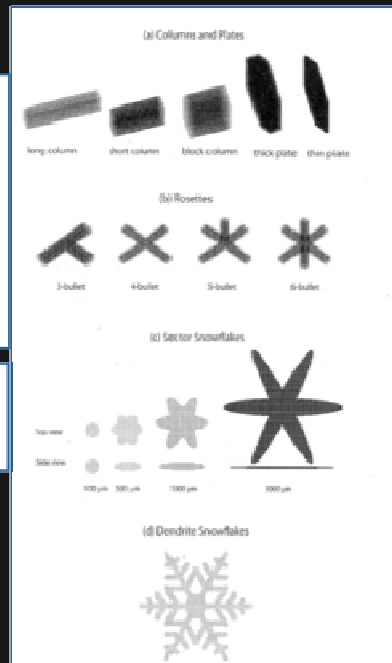 (a) Columns and Plates
long column short column block column thick plate thin plate
(b) Rosettes
3-bullet 4-bullet 5-bullet 6-bullet
(c) Sector Snowflakes
Top view
Side view
100 μm 500 μm 1000 μm 5000 μm
(d) Dendrite Snowflakes